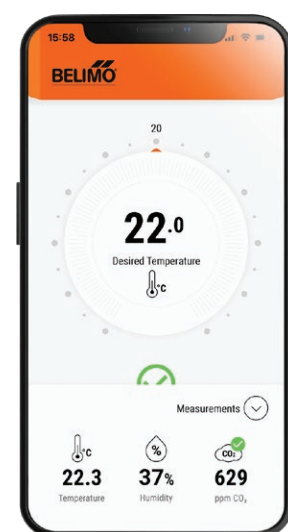 15:58
BELIMO
20
22.0
Desired Temperature
°C
Measurements
°C % CO₂
22.3 37% 629
Temperature Humidity ppm CO₂